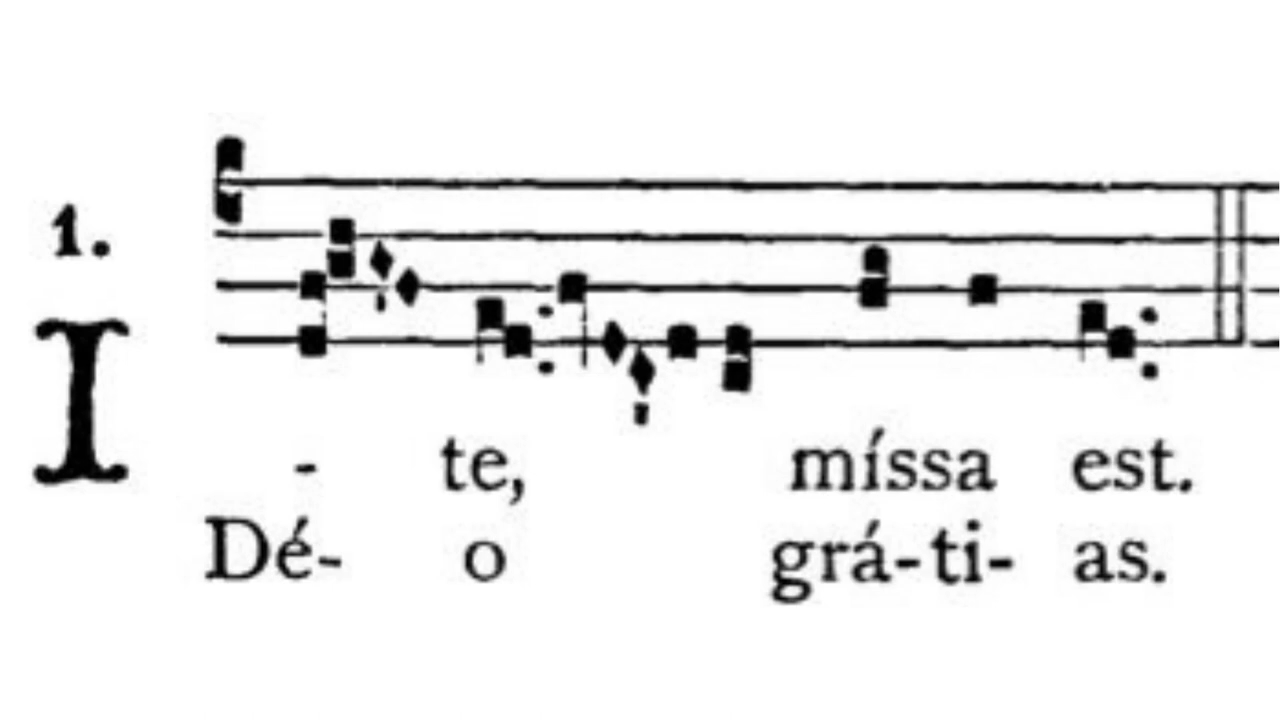 1.
I - te, míssa est.
Dé- o grá-ti- as.